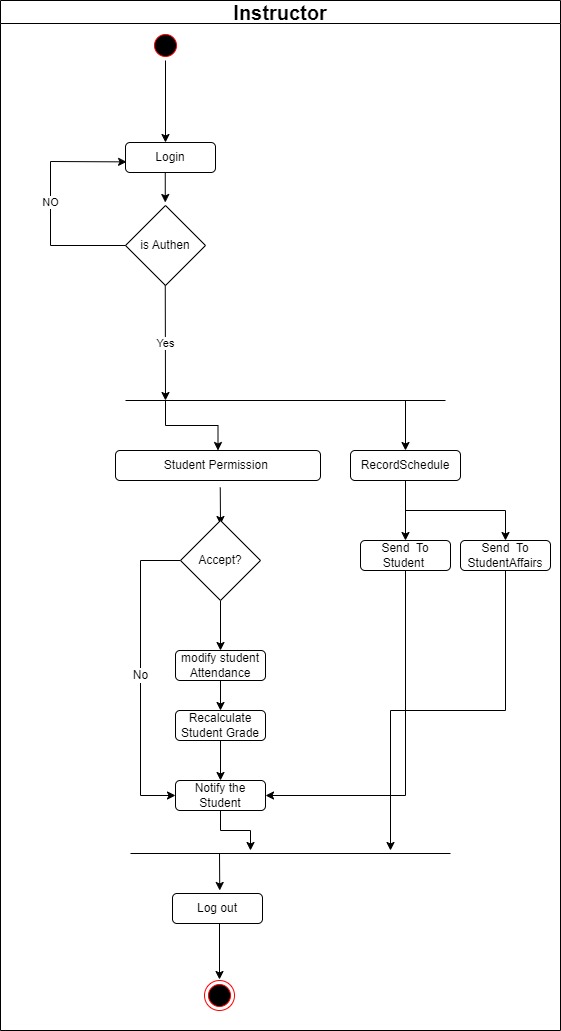 Instructor
Login
NO
is Authen
Yes
Student Permission
RecordSchedule
Send To
Student
Send To
StudentAffairs
Accept?
No
modify student
Attendance
Recalculate
Student Grade
Notify the
Student
Log out